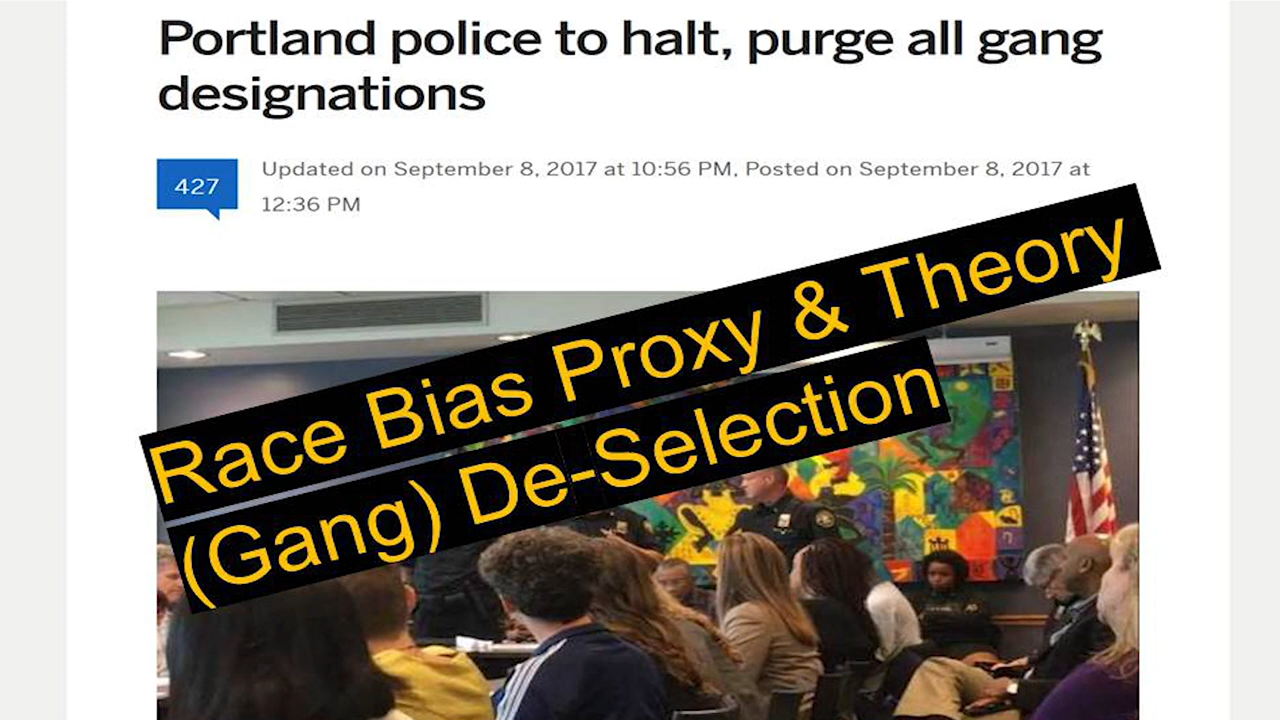 Portland police to halt, purge all gang
designations
427
Updated on September 8, 2017 at 10:56 PM, Posted on September 8, 2017 at
12:36 PM
Race Bias Proxy & Theory
(Gang) De-Selection